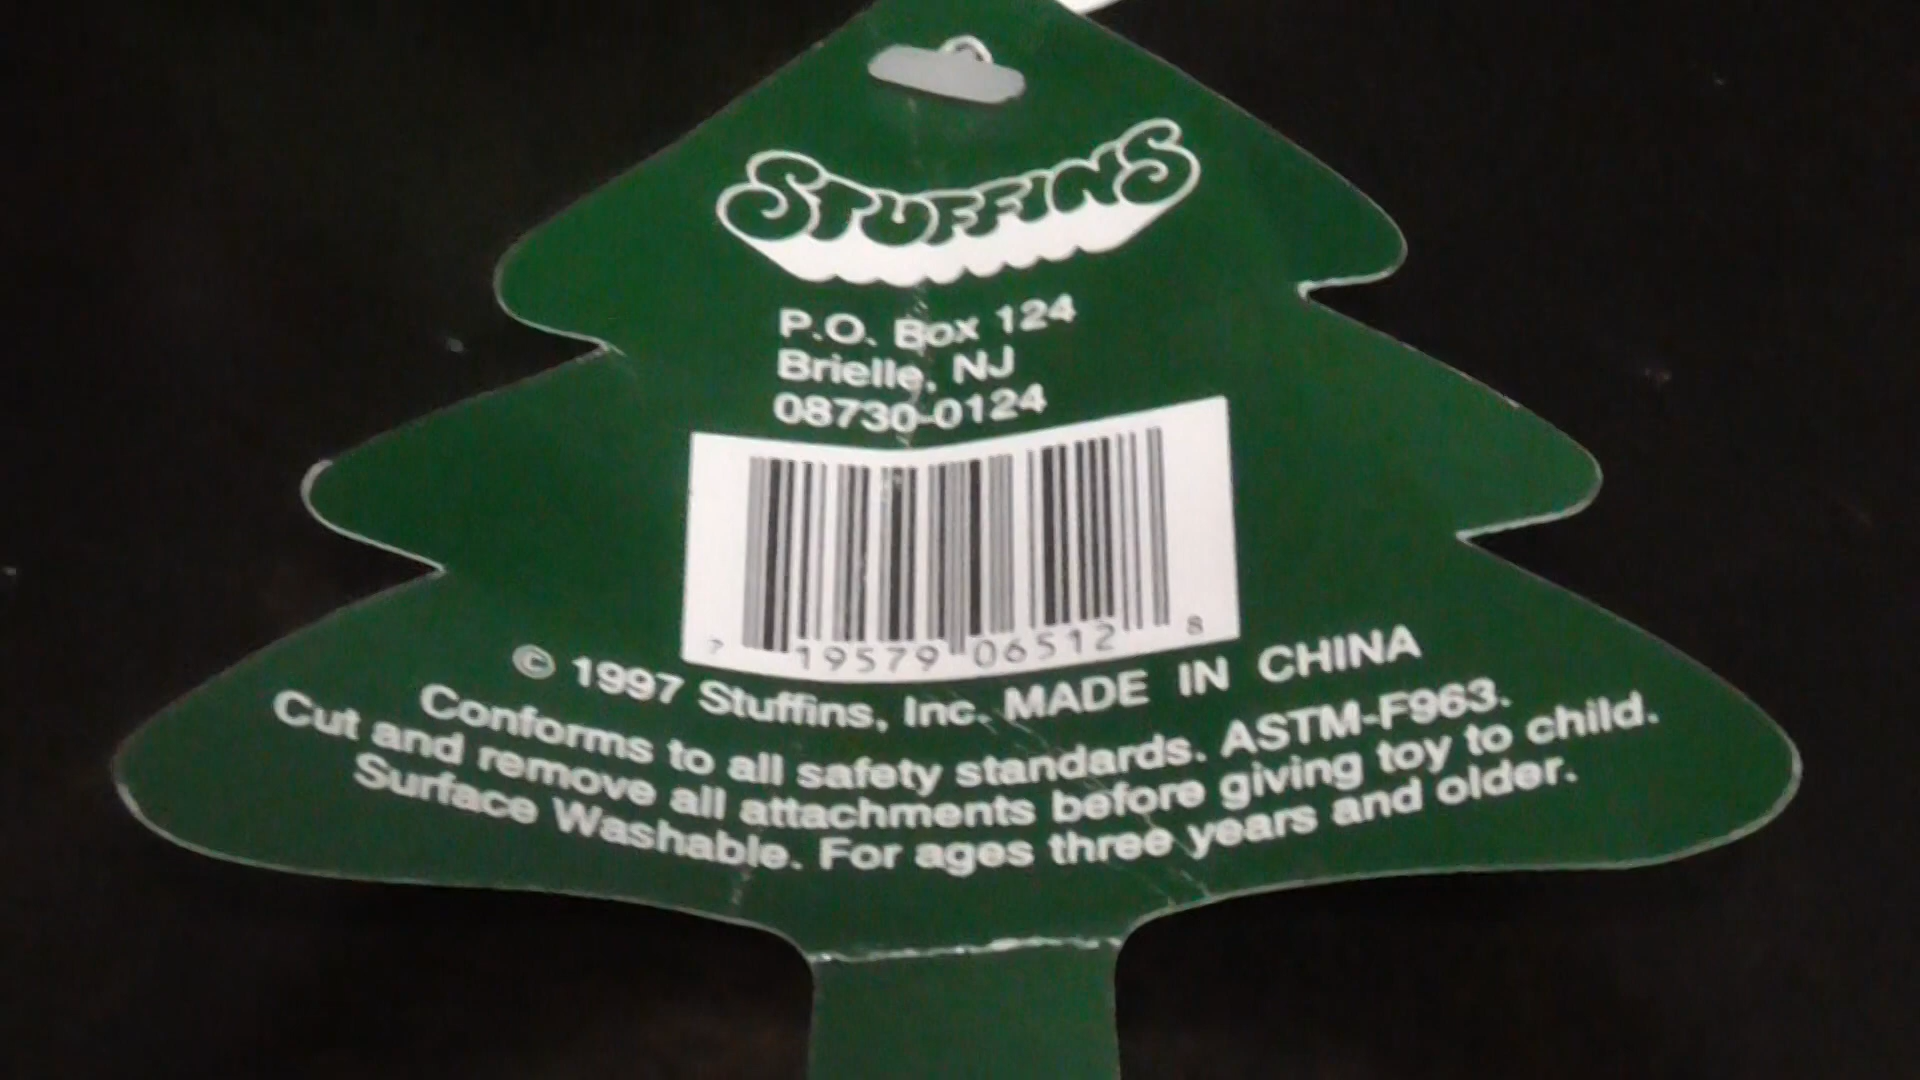 STUFFINS
P.O. Box 124
Brielle, NJ
08730-0124
7 19579 06512 8
© 1997 Stuffins, Inc. MADE IN CHINA
Conforms to all safety standards. ASTM-F963.
Cut and remove all attachments before giving toy to child.
Surface Washable. For ages three years and older.